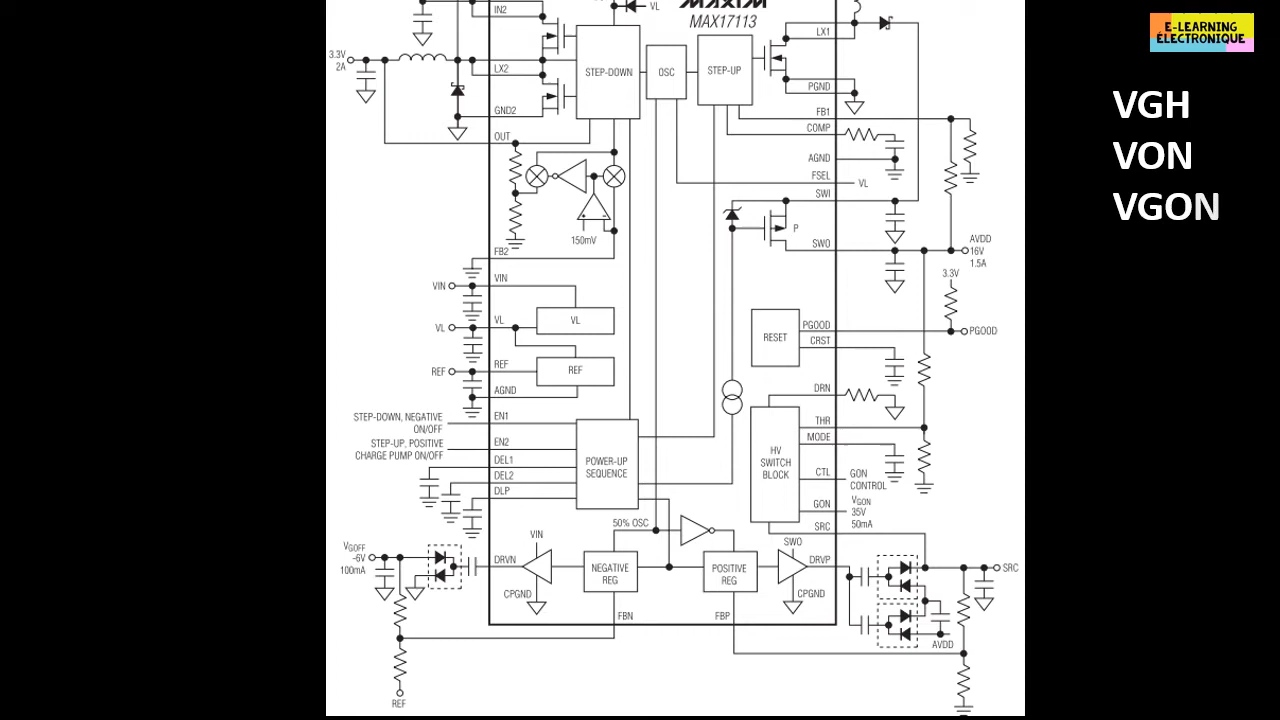 IN2
VL
MAXIM
MAX17113
E-LEARNING
ÉLECTRONIQUE
LX1
3.3V
2A
LX2
STEP-DOWN
OSC
STEP-UP
PGND
VGH
GND2
FB1
COMP
OUT
VON
AGND
FSEL
VL
SWI
VGON
P
150mV
SWO
AVDD
16V
1.5A
FB2
3.3V
VIN
VIN
VL
VL
VL
PGOOD
PGOOD
RESET
CRST
REF
REF
REF
AGND
DRN
STEP-DOWN, NEGATIVE
ON/OFF
EN1
THR
STEP-UP, POSITIVE
CHARGE PUMP ON/OFF
EN2
MODE
DEL1
DEL2
DLP
POWER-UP
SEQUENCE
HV
SWITCH
BLOCK
CTL
GON
CONTROL
GON
VGON
35V
50mA
SRC
50% OSC
VIN
SWO
VGOFF
-6V
100mA
DRVN
NEGATIVE
REG
POSITIVE
REG
DRVP
SRC
CPGND
CPGND
FBN
FBP
AVDD
REF